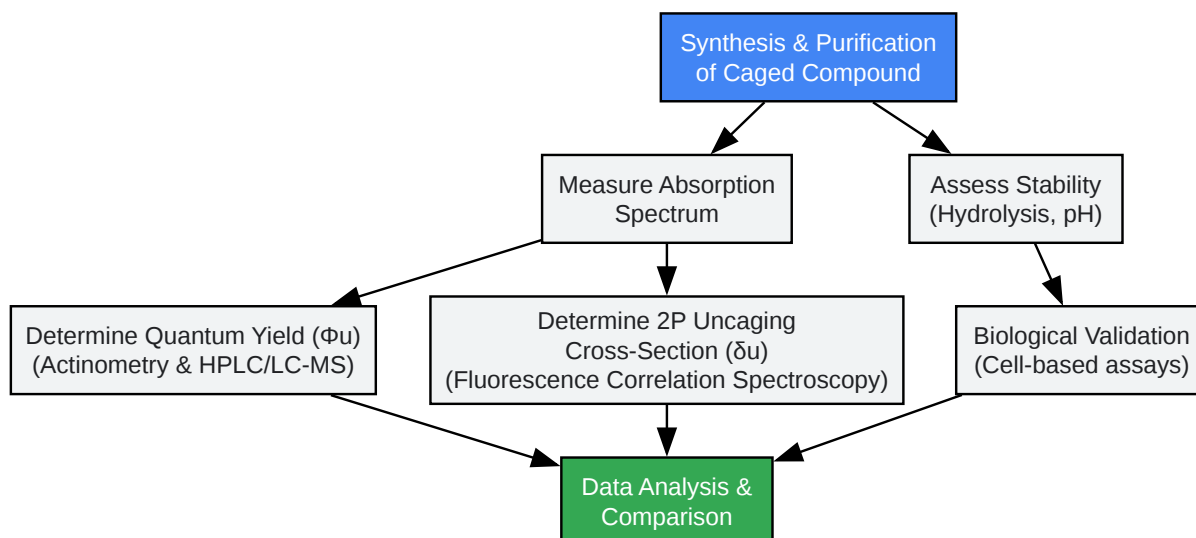 Synthesis & Purification
of Caged Compound
Measure Absorption
Spectrum
Assess Stability
(Hydrolysis, pH)
Determine Quantum Yield (Φu)
(Actinometry & HPLC/LC-MS)
Determine 2P Uncaging
Cross-Section (δu)
(Fluorescence Correlation Spectroscopy)
Biological Validation
(Cell-based assays)
Data Analysis &
Comparison